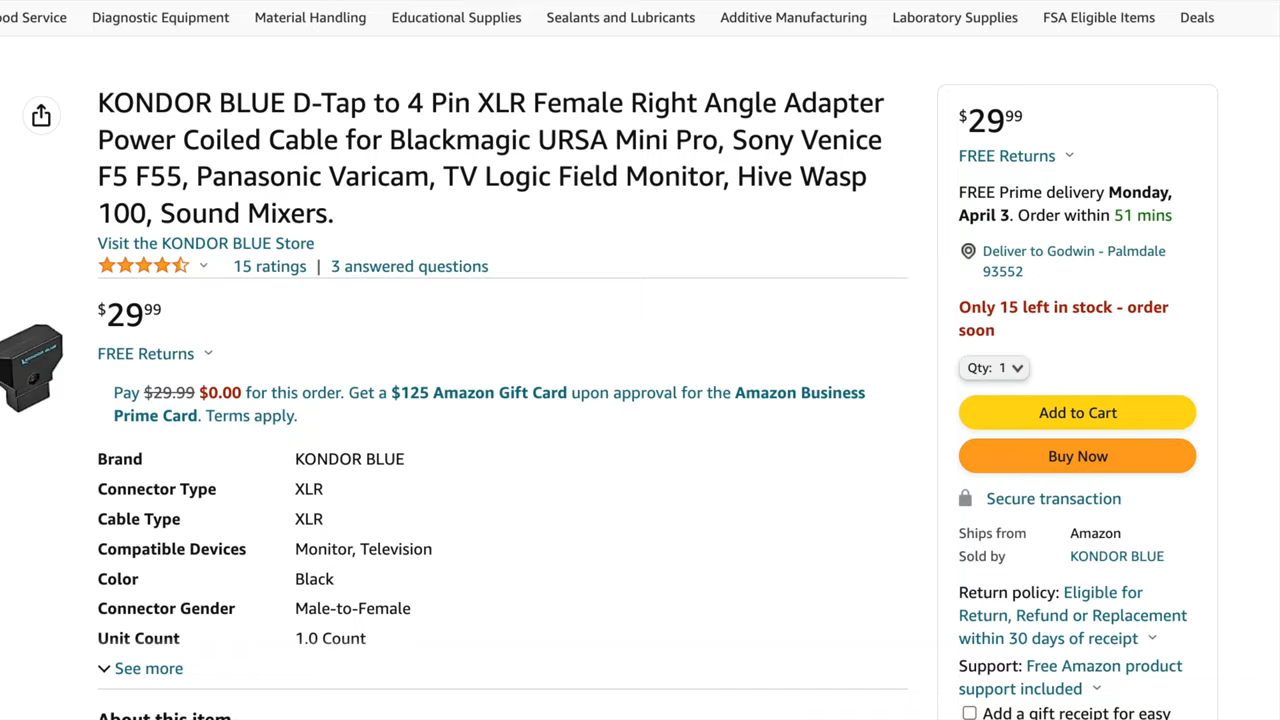 ood Service Diagnostic Equipment Material Handling Educational Supplies Sealants and Lubricants Additive Manufacturing Laboratory Supplies FSA Eligible Items Deals
KONDOR BLUE D-Tap to 4 Pin XLR Female Right Angle Adapter
Power Coiled Cable for Blackmagic URSA Mini Pro, Sony Venice
F5 F55, Panasonic Varicam, TV Logic Field Monitor, Hive Wasp
100, Sound Mixers.
Visit the KONDOR BLUE Store
15 ratings | 3 answered questions
$29.99
FREE Returns
Pay $29.99 $0.00 for this order. Get a $125 Amazon Gift Card upon approval for the Amazon Business
Prime Card. Terms apply.
Brand KONDOR BLUE
Connector Type XLR
Cable Type XLR
Compatible Devices Monitor, Television
Color Black
Connector Gender Male-to-Female
Unit Count 1.0 Count
See more
About this item
KONDOR BLUE
$29.99
FREE Returns
FREE Prime delivery Monday,
April 3. Order within 51 mins
Deliver to Godwin - Palmdale
93552
Only 15 left in stock - order
soon
Qty: 1
Add to Cart
Buy Now
Secure transaction
Ships from Amazon
Sold by KONDOR BLUE
Return policy: Eligible for
Return, Refund or Replacement
within 30 days of receipt
Support: Free Amazon product
support included
Add a gift receipt for easy